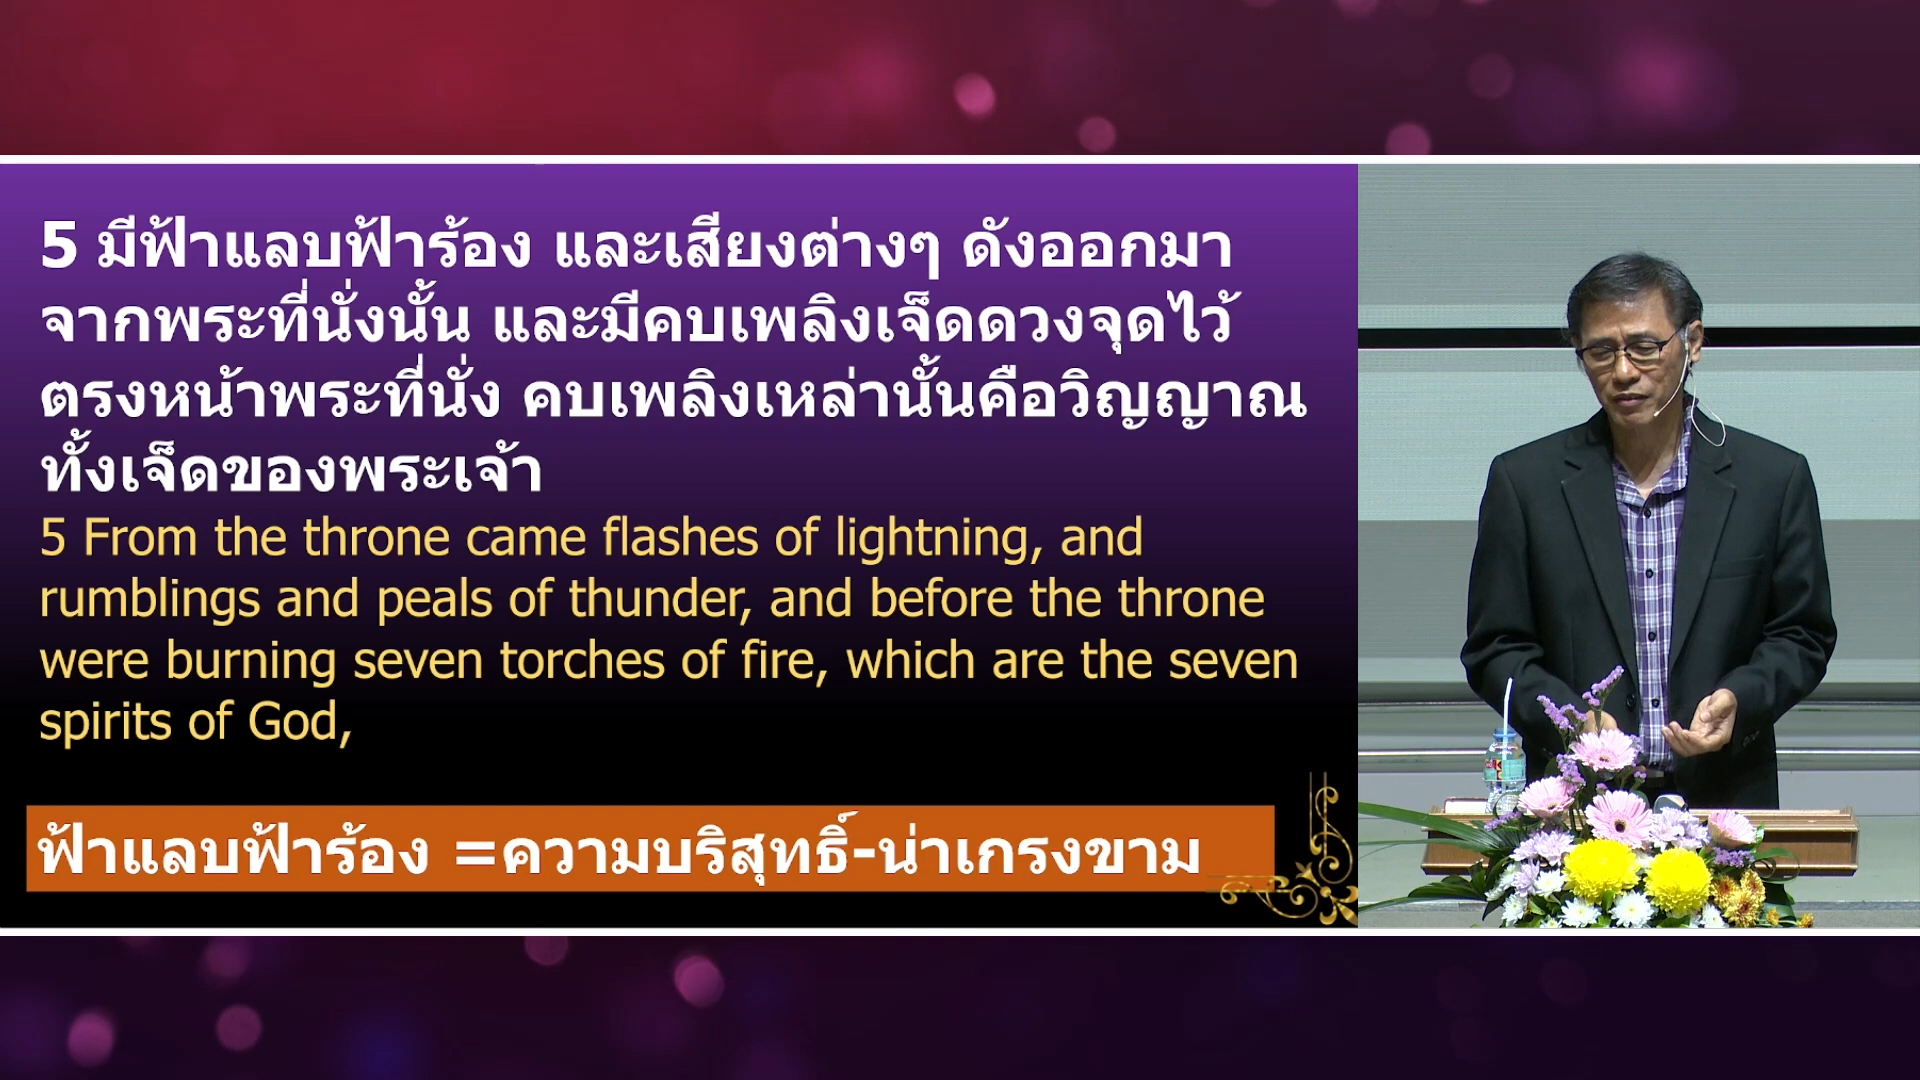 5 มีฟ้าแลบฟ้าร้อง และเสียงต่างๆ ดังออกมา
จากพระที่นั่งนั้น และมีคบเพลิงเจ็ดดวงจุดไว้
ตรงหน้าพระที่นั่ง คบเพลิงเหล่านั้นคือวิญญาณ
ทั้งเจ็ดของพระเจ้า
5 From the throne came flashes of lightning, and
rumblings and peals of thunder, and before the throne
were burning seven torches of fire, which are the seven
spirits of God,
ฟ้าแลบฟ้าร้อง =ความบริสุทธิ์-น่าเกรงขาม